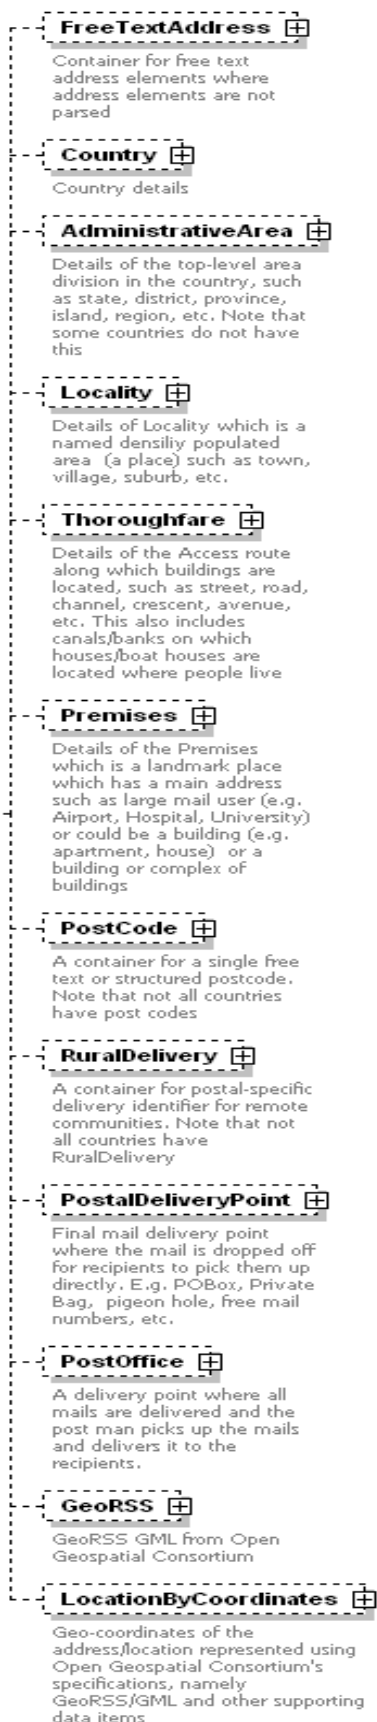 FreeTextAddress
Container for free text
address elements where
address elements are not
parsed
Country
Country details
AdministrativeArea
Details of the top-level area
division in the country, such
as state, district, province,
island, region, etc. Note that
some countries do not have
this
Locality
Details of Locality which is a
named densiliy populated
area (a place) such as town,
village, suburb, etc.
Thoroughfare
Details of the Access route
along which buildings are
located, such as street, road,
channel, crescent, avenue,
etc. This also includes
canals/banks on which
houses/boat houses are
located where people live
Premises
Details of the Premises
which is a landmark place
which has a main address
such as large mail user (e.g.
Airport, Hospital, University)
or could be a building (e.g.
apartment, house) or a
building or complex of
buildings
PostCode
A container for a single free
text or structured postcode.
Note that not all countries
have post codes
RuralDelivery
A container for postal-specific
delivery identifier for remote
communities. Note that not
all countries have
RuralDelivery
PostalDeliveryPoint
Final mail delivery point
where the mail is dropped off
for recipients to pick them up
directly. E.g. POBox, Private
Bag, pigeon hole, free mail
numbers, etc.
PostOffice
A delivery point where all
mails are delivered and the
post man picks up the mails
and delivers it to the
recipients.
GeoRSS
GeoRSS GML from Open
Geospatial Consortium
LocationByCoordinates
Geo-coordinates of the
address/location represented using
Open Geospatial Consortium's
specifications, namely
GeoRSS/GML and other supporting
data items